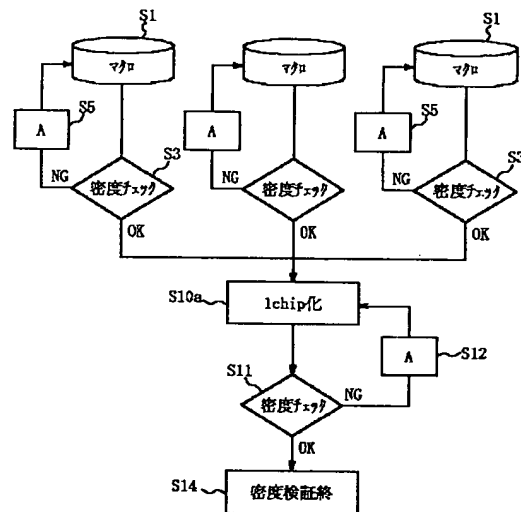 S1
S1
マクロ
マクロ
マクロ
S5
S5
A
A
A
S3
S3
密度チェック
密度チェック
密度チェック
NG
NG
NG
OK
OK
OK
S10a
1chip化
A
S12
S11
密度チェック
NG
OK
S14
密度検証終